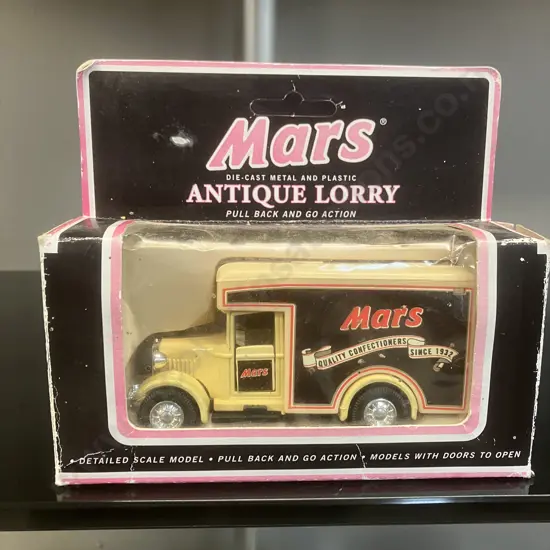 Mars®
DIE-CAST METAL AND PLASTIC
ANTIQUE LORRY
PULL BACK AND GO ACTION
Mars
QUALITY CONFECTIONERS SINCE 1932
Mars
• DETAILED SCALE MODEL • PULL BACK AND GO ACTION • MODELS WITH DOORS TO OPEN